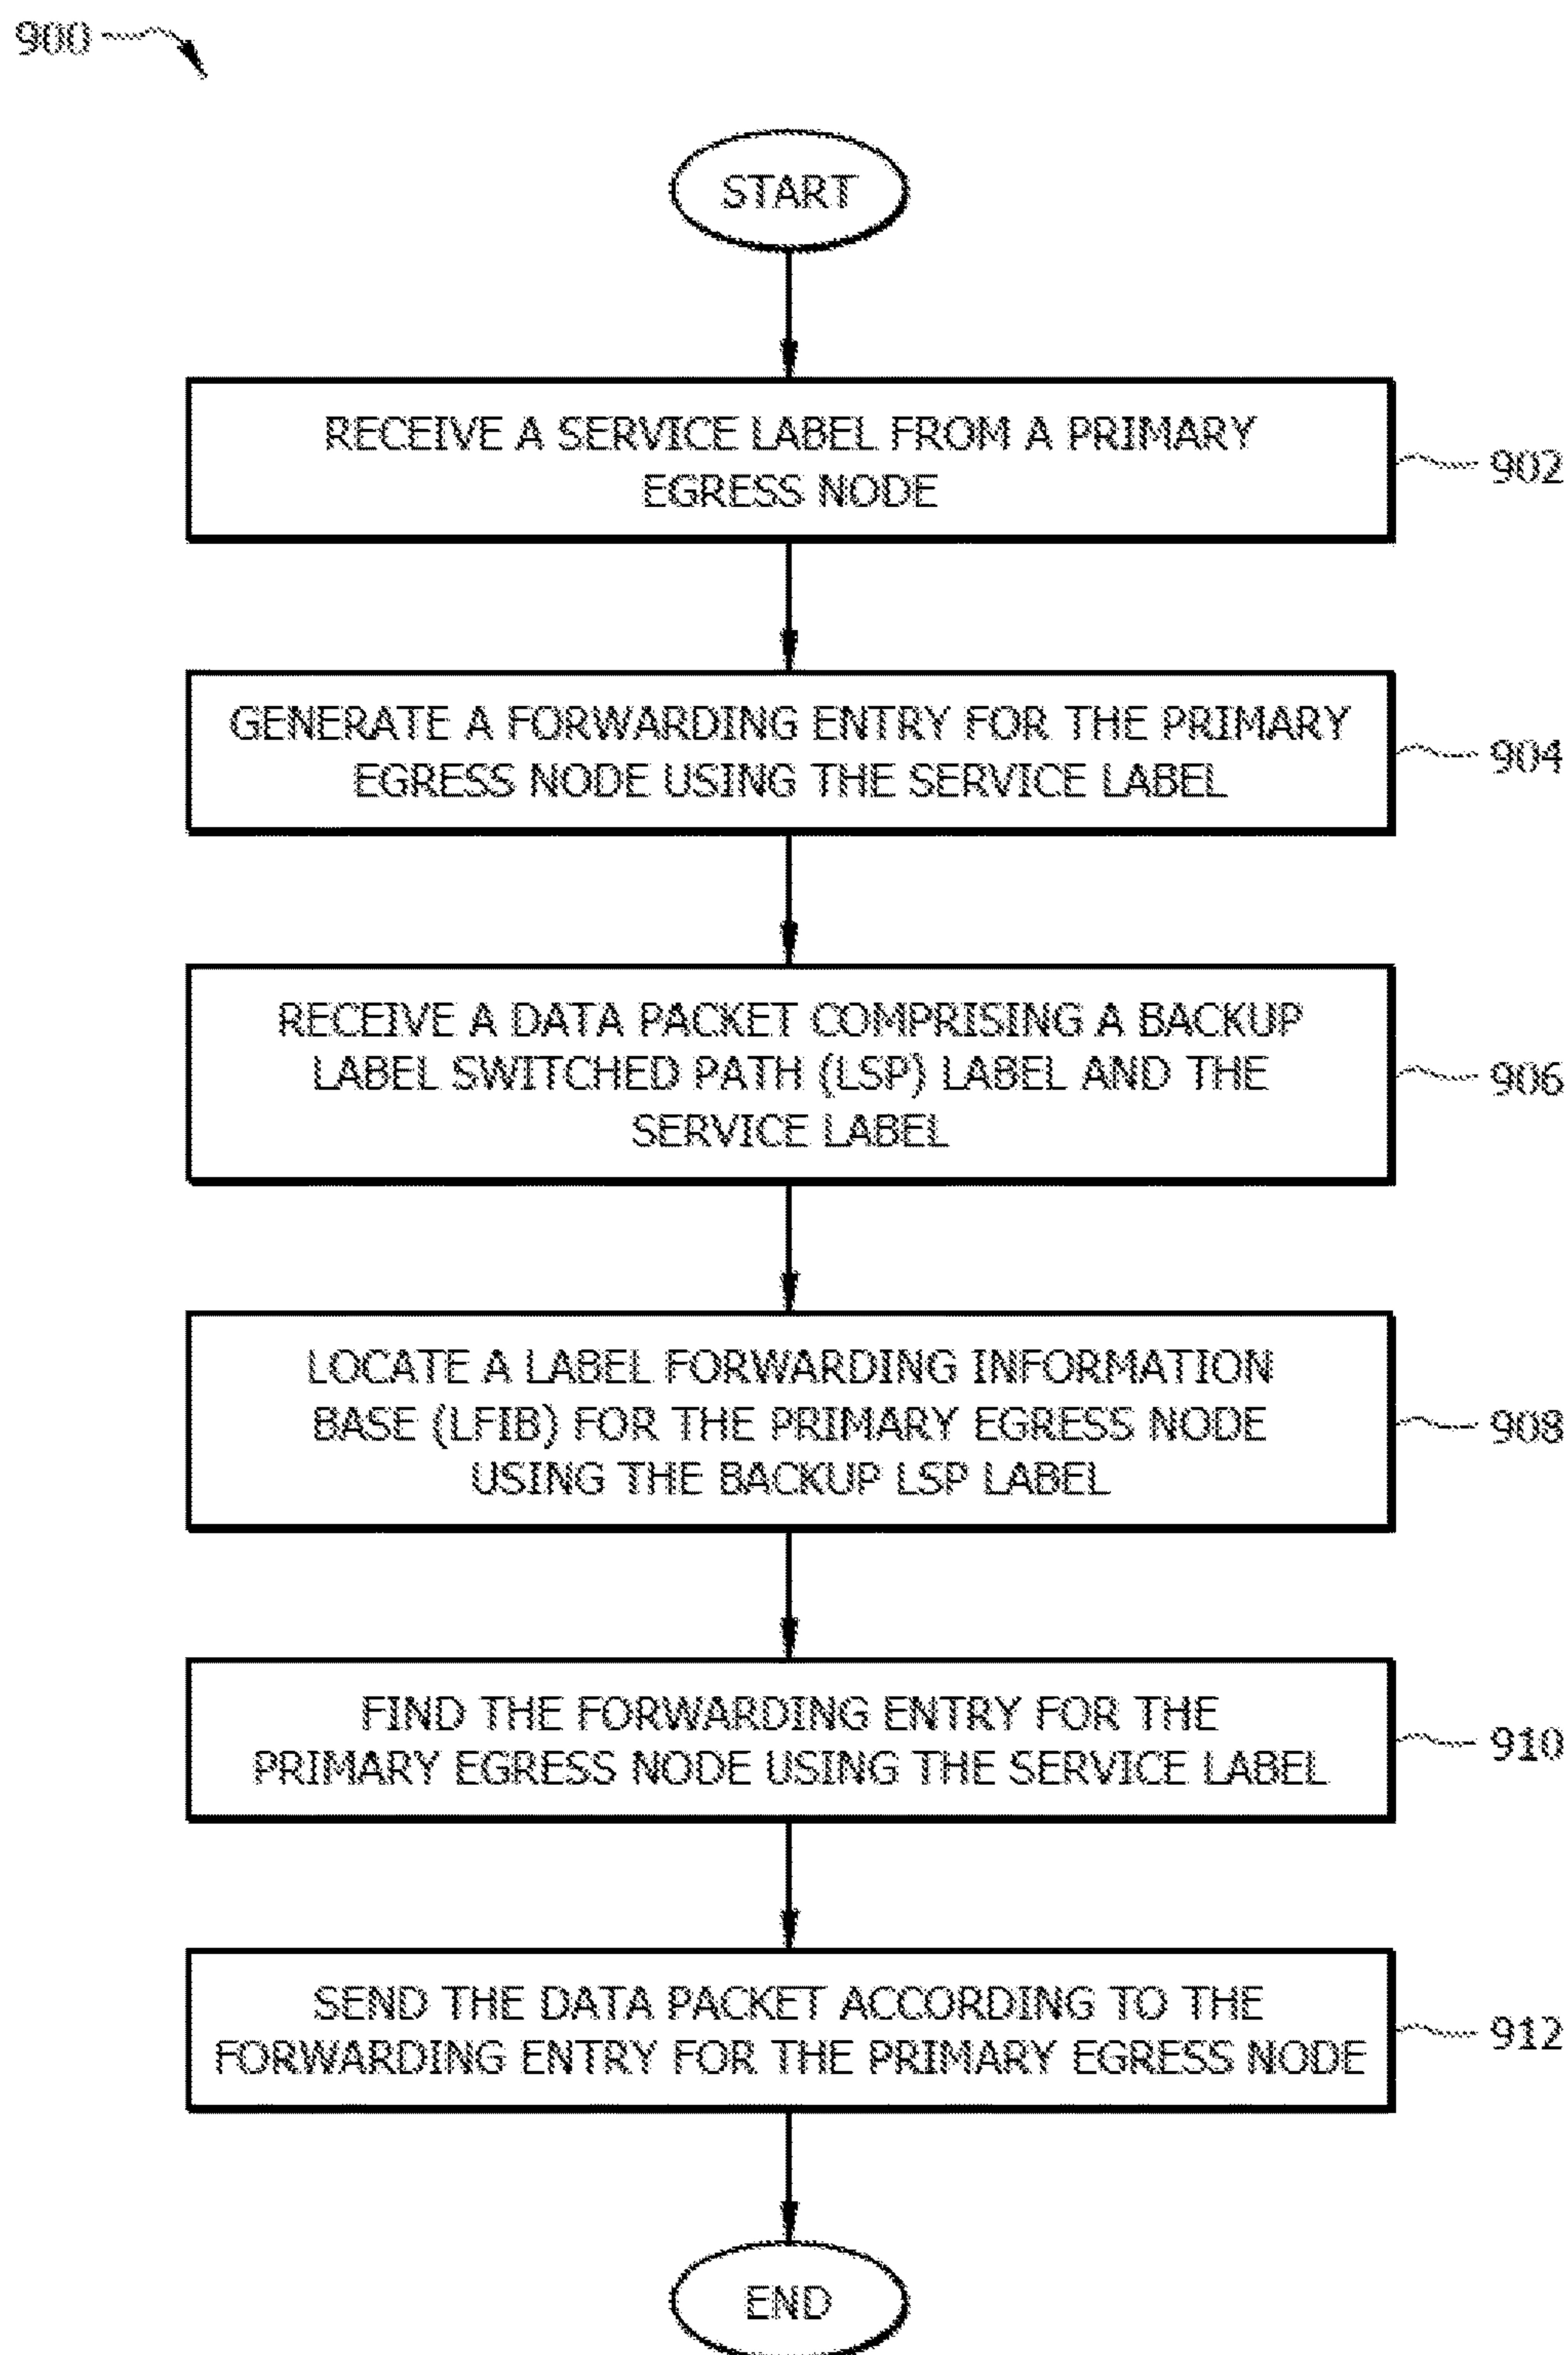 900
START
RECEIVE A SERVICE LABEL FROM A PRIMARY
EGRESS NODE
902
GENERATE A FORWARDING ENTRY FOR THE PRIMARY
EGRESS NODE USING THE SERVICE LABEL
904
RECEIVE A DATA PACKET COMPRISING A BACKUP
LABEL SWITCHED PATH (LSP) LABEL AND THE
SERVICE LABEL
906
LOCATE A LABEL FORWARDING INFORMATION
BASE (LFIB) FOR THE PRIMARY EGRESS NODE
USING THE BACKUP LSP LABEL
908
FIND THE FORWARDING ENTRY FOR THE
PRIMARY EGRESS NODE USING THE SERVICE LABEL
910
SEND THE DATA PACKET ACCORDING TO THE
FORWARDING ENTRY FOR THE PRIMARY EGRESS NODE
912
END